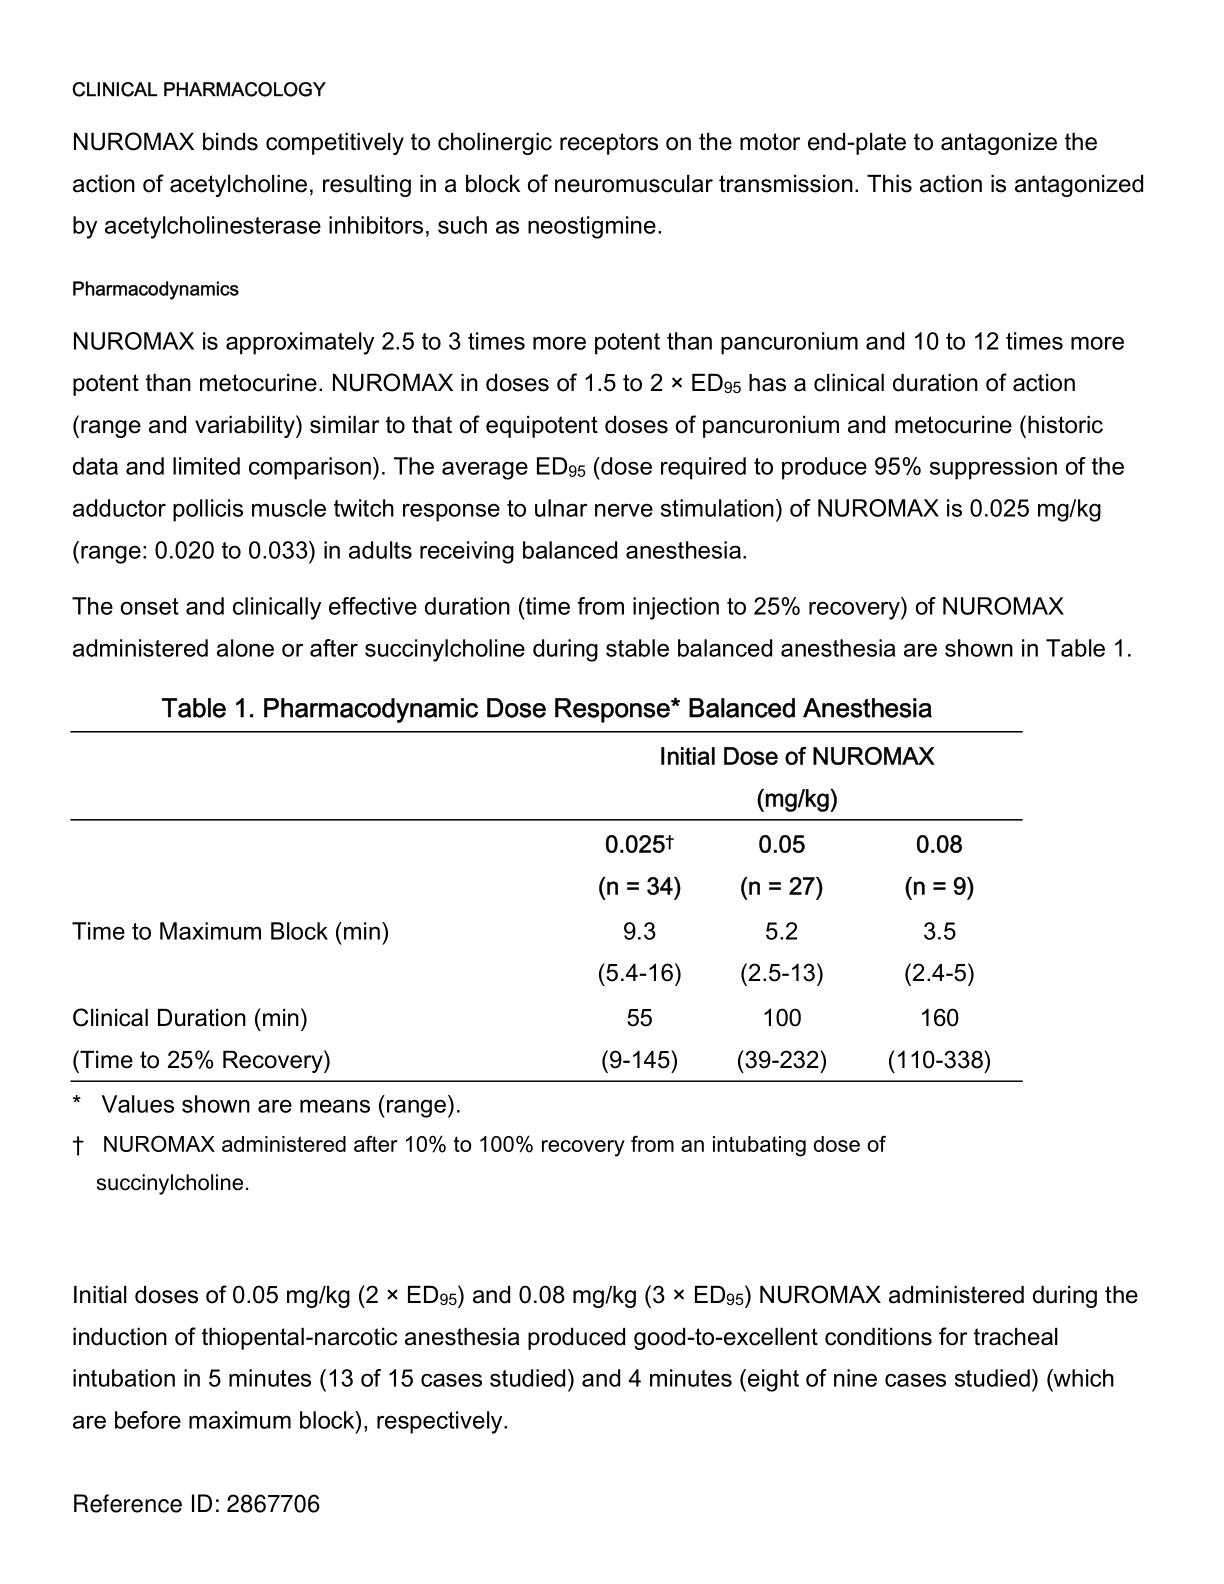 CLINICAL PHARMACOLOGY
NUROMAX binds competitively to cholinergic receptors on the motor end-plate to antagonize the
action of acetylcholine, resulting in a block of neuromuscular transmission. This action is antagonized
by acetylcholinesterase inhibitors, such as neostigmine.
Pharmacodynamics
NUROMAX is approximately 2.5 to 3 times more potent than pancuronium and 10 to 12 times more
potent than metocurine. NUROMAX in doses of 1.5 to 2 × ED95 has a clinical duration of action
(range and variability) similar to that of equipotent doses of pancuronium and metocurine (historic
data and limited comparison). The average ED95 (dose required to produce 95% suppression of the
adductor pollicis muscle twitch response to ulnar nerve stimulation) of NUROMAX is 0.025 mg/kg
(range: 0.020 to 0.033) in adults receiving balanced anesthesia.
The onset and clinically effective duration (time from injection to 25% recovery) of NUROMAX
administered alone or after succinylcholine during stable balanced anesthesia are shown in Table 1.
Table 1. Pharmacodynamic Dose Response* Balanced Anesthesia
Initial Dose of NUROMAX
(mg/kg)
0.025† 0.05 0.08
(n = 34) (n = 27) (n = 9)
Time to Maximum Block (min) 9.3 5.2 3.5
(5.4-16) (2.5-13) (2.4-5)
Clinical Duration (min) 55 100 160
(Time to 25% Recovery) (9-145) (39-232) (110-338)
* Values shown are means (range).
† NUROMAX administered after 10% to 100% recovery from an intubating dose of
succinylcholine.
Initial doses of 0.05 mg/kg (2 × ED95) and 0.08 mg/kg (3 × ED95) NUROMAX administered during the
induction of thiopental-narcotic anesthesia produced good-to-excellent conditions for tracheal
intubation in 5 minutes (13 of 15 cases studied) and 4 minutes (eight of nine cases studied) (which
are before maximum block), respectively.
Reference ID: 2867706